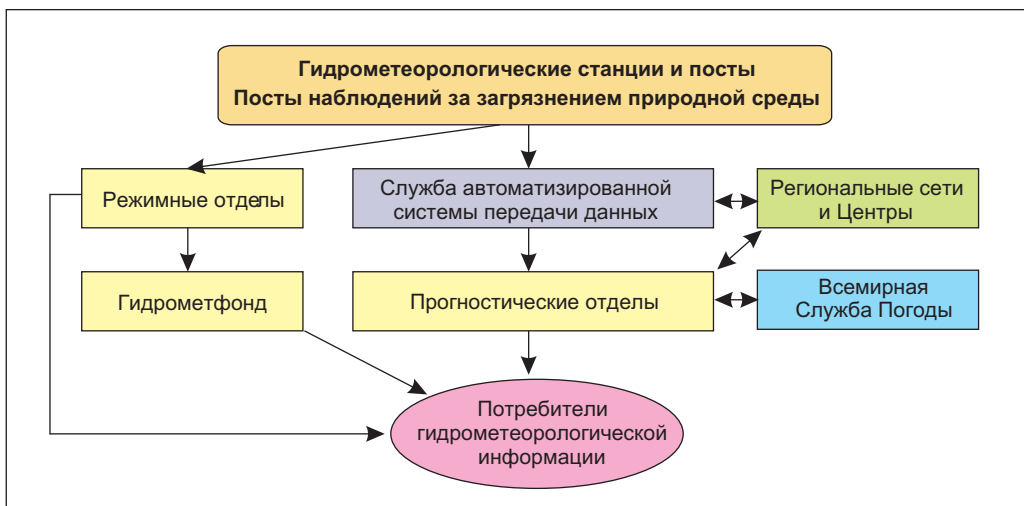 Гидрометеорологические станции и посты
Посты наблюдений за загрязнением природной среды
Режимные отделы
Служба автоматизированной
системы передачи данных
Региональные сети
и Центры
Гидрометфонд
Прогностические отделы
Всемирная
Служба Погоды
Потребители
гидрометеорологической
информации